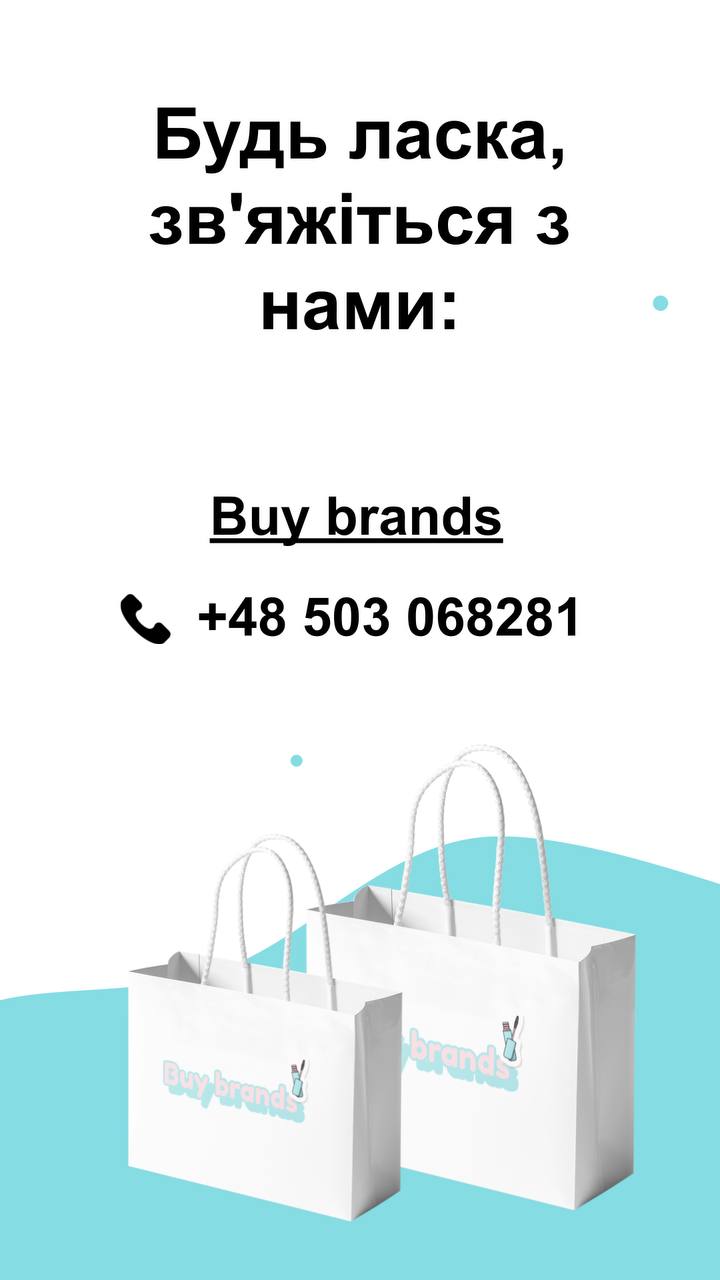 Будь ласка,
зв'яжіться з
нами:
Buy brands
+48 503 068281
Buy brands
brands